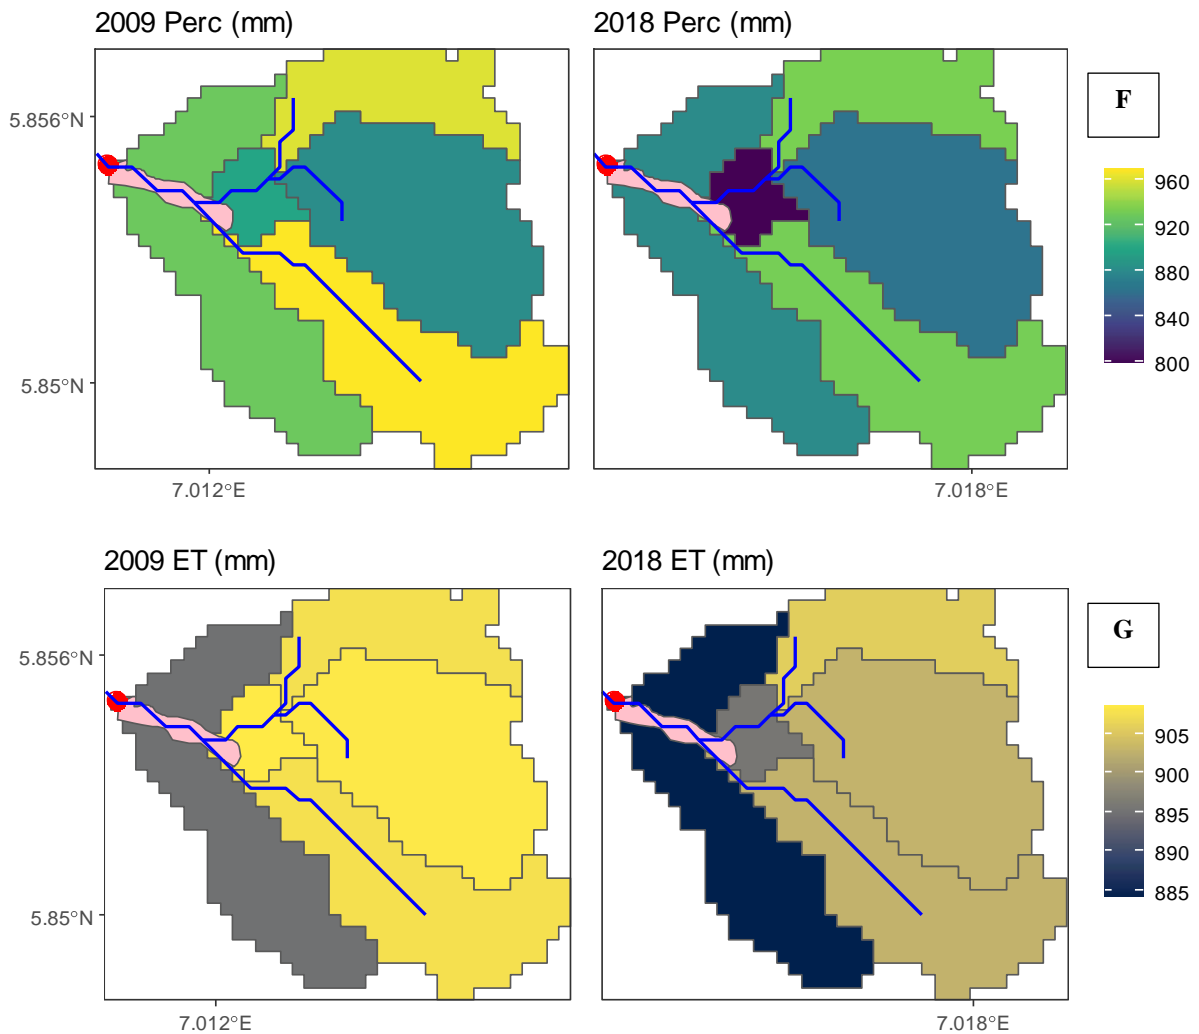 2009 Perc (mm)
2018 Perc (mm)
F
5.856°N
5.85°N
7.012°E
7.018°E
960
920
880
840
800
2009 ET (mm)
2018 ET (mm)
G
5.856°N
5.85°N
7.012°E
7.018°E
905
900
895
890
885